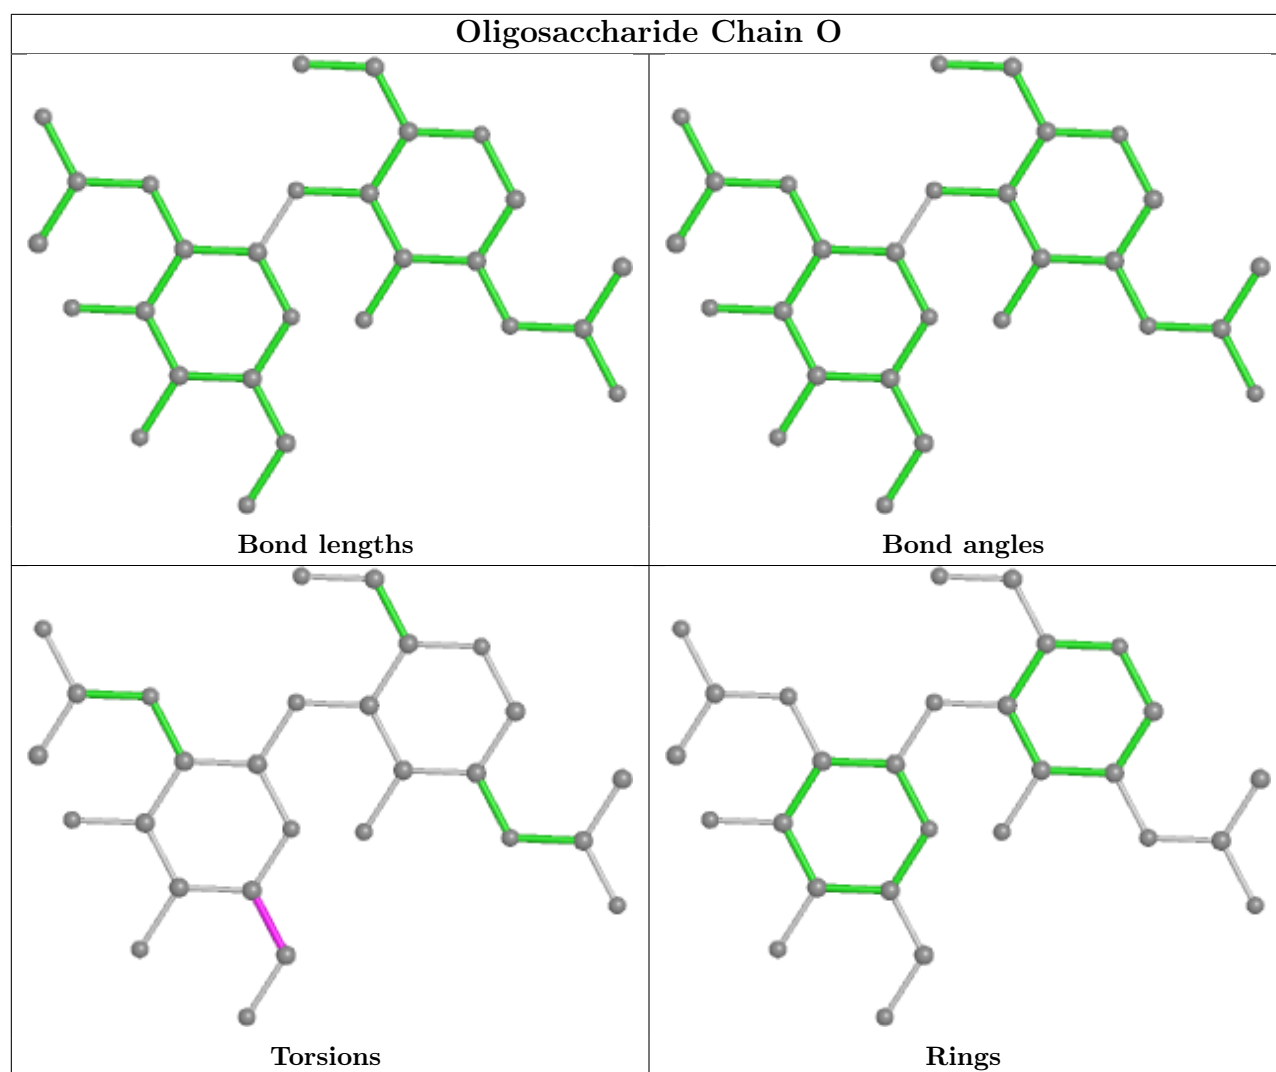 Oligosaccharide Chain O
Bond lengths
Bond angles
Torsions
Rings